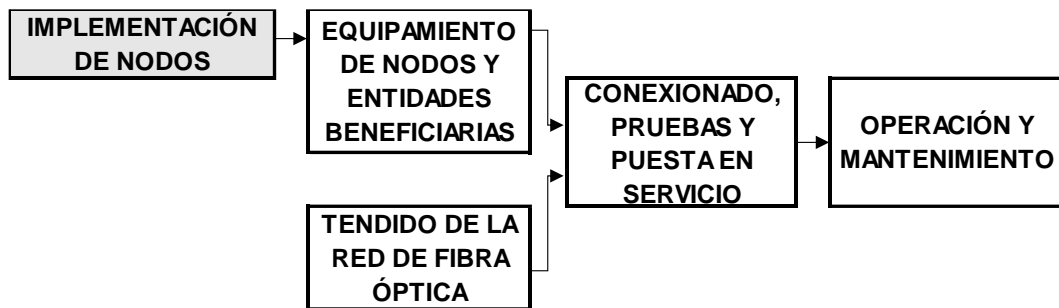 IMPLEMENTACIÓN
DE NODOS
EQUIPAMIENTO
DE NODOS Y
ENTIDADES
BENEFICIARIAS
TENDIDO DE LA
RED DE FIBRA
ÓPTICA
CONEXIONADO,
PRUEBAS Y
PUESTA EN
SERVICIO
OPERACIÓN Y
MANTENIMIENTO